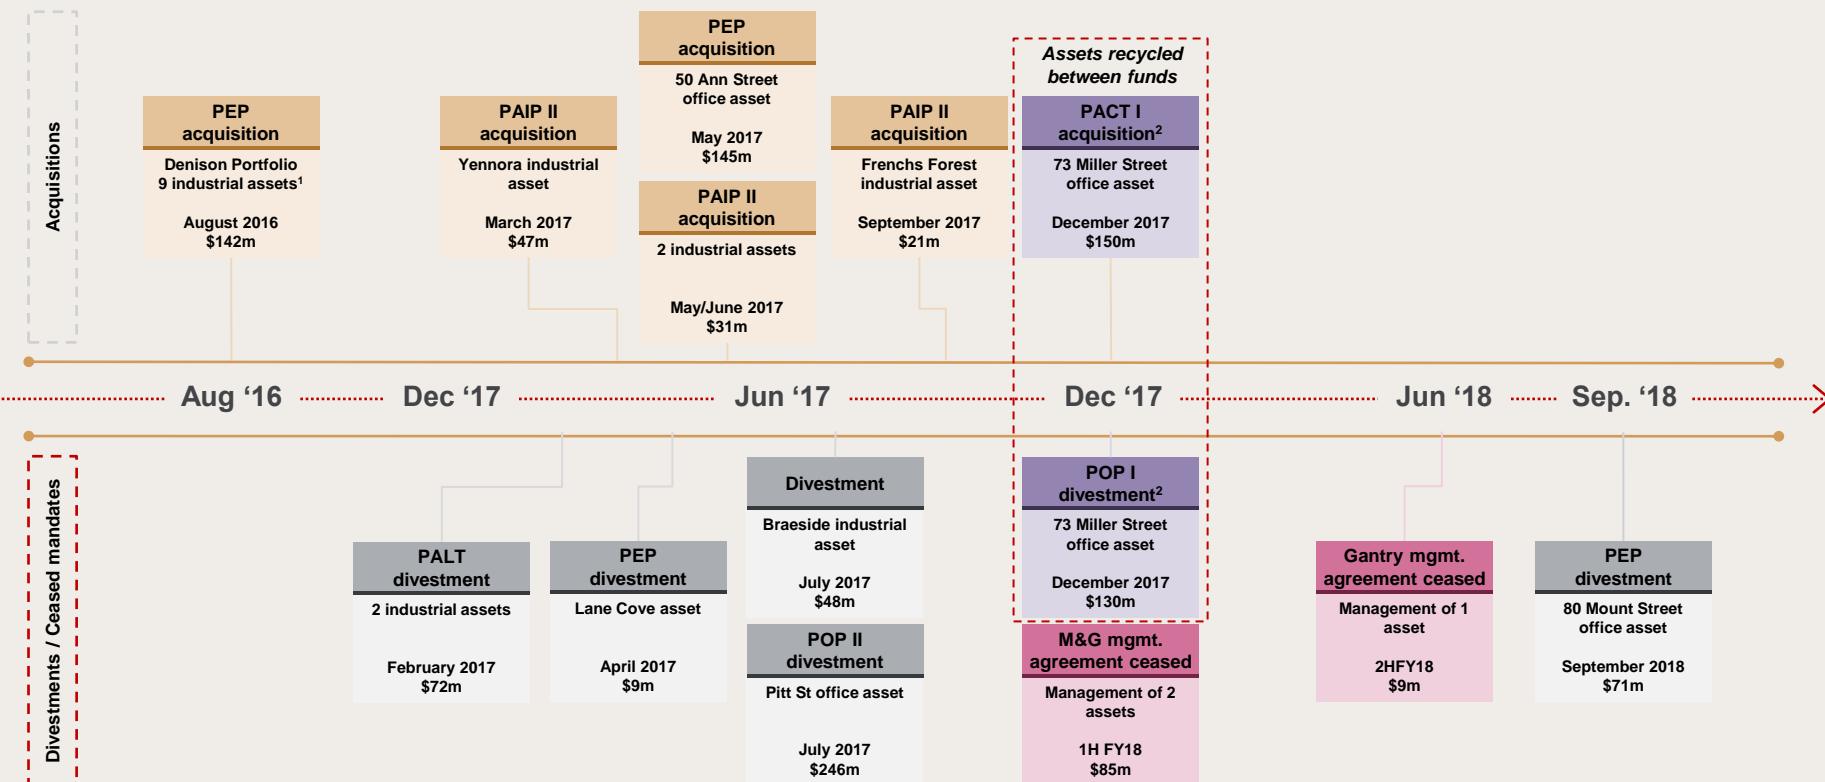 Acquisitions
PEP
acquisition
Denison Portfolio
9 industrial assets¹
August 2016
$142m
PAIP II
acquisition
Yennora industrial
asset
March 2017
$47m
PEP
acquisition
50 Ann Street
office asset
May 2017
$145m
PAIP II
acquisition
2 industrial assets
May/June 2017
$31m
PAIP II
acquisition
Frenchs Forest
industrial asset
September 2017
$21m
Assets recycled
between funds
PACT I
acquisition²
73 Miller Street
office asset
December 2017
$150m
Aug ‘16
Dec ‘17
Jun ‘17
Dec ‘17
Jun ‘18
Sep. ‘18
Divestments / Ceased mandates
PALT
divestment
2 industrial assets
February 2017
$72m
PEP
divestment
Lane Cove asset
April 2017
$9m
Divestment
Braeside industrial
asset
July 2017
$48m
POP II
divestment
Pitt St office asset
July 2017
$246m
POP I
divestment²
73 Miller Street
office asset
December 2017
$130m
M&G mgmt.
agreement ceased
Management of 2
assets
1H FY18
$85m
Gantry mgmt.
agreement ceased
Management of 1
asset
2HFY18
$9m
PEP
divestment
80 Mount Street
office asset
September 2018
$71m